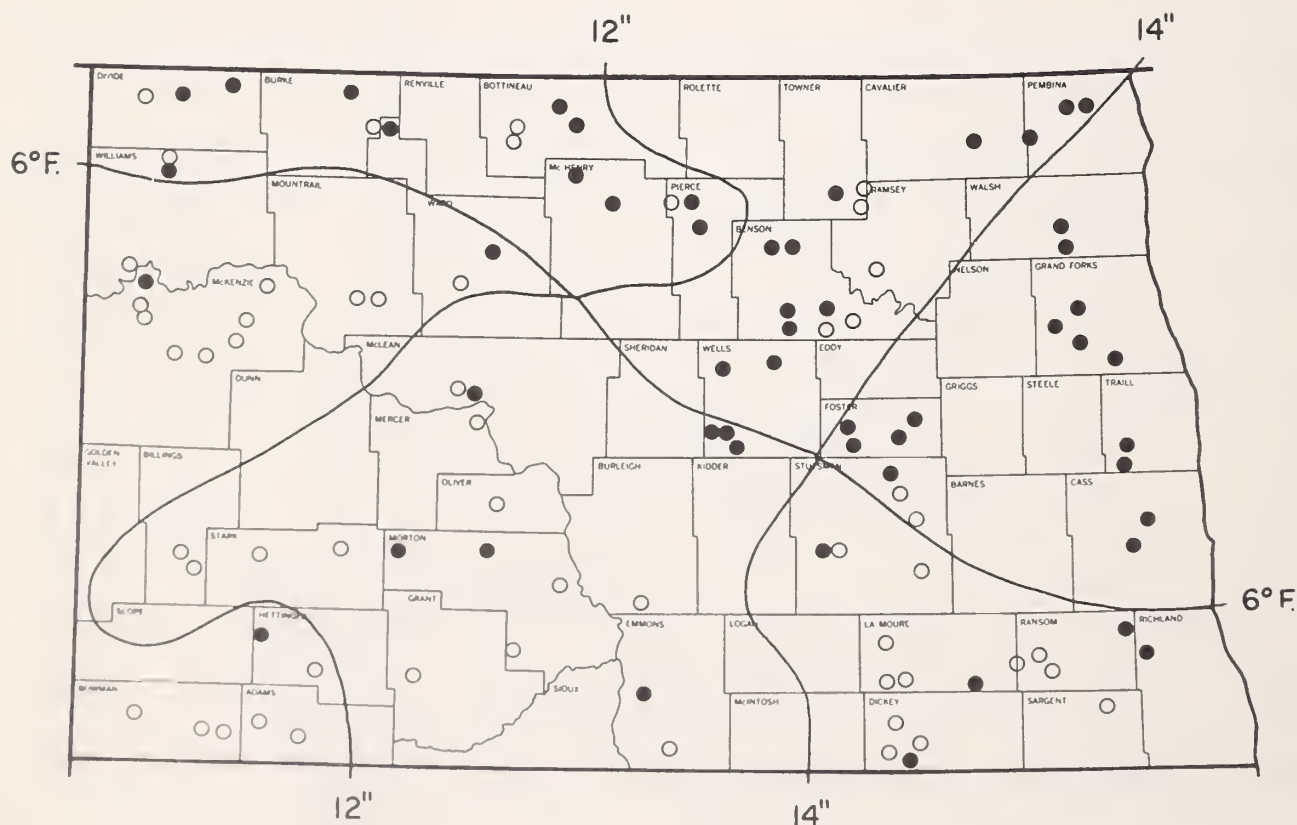 12" 14"
DIVIDE BURKE RENVILLE BOTTINEAU ROLETTE TOWNER CAVALIER PEMBINA
6°F. WILLIAMS MOUNTRAIL WARD Mc HENRY PIERCE RAMSEY WALSH
BENSON
McKENZIE NELSON GRAND FORKS
McLEAN SHERIDAN WELLS EDDY
DUNN GRIGGS STEELE TRAILL
MERCER FOSTER
GOLDEN VALLEY BILLINGS BURLEIGH KIDDER STUTSMAN
OLIVER BARNES CASS
STARK MORTON
GRANT 6°F.
SLOPE HETTINGER EMMONS LOGAN LA MOURE RANSOM RICHLAND
BOWMAN ADAMS SIOUX McINTOSH DICKEY SARGENT
12" 14"